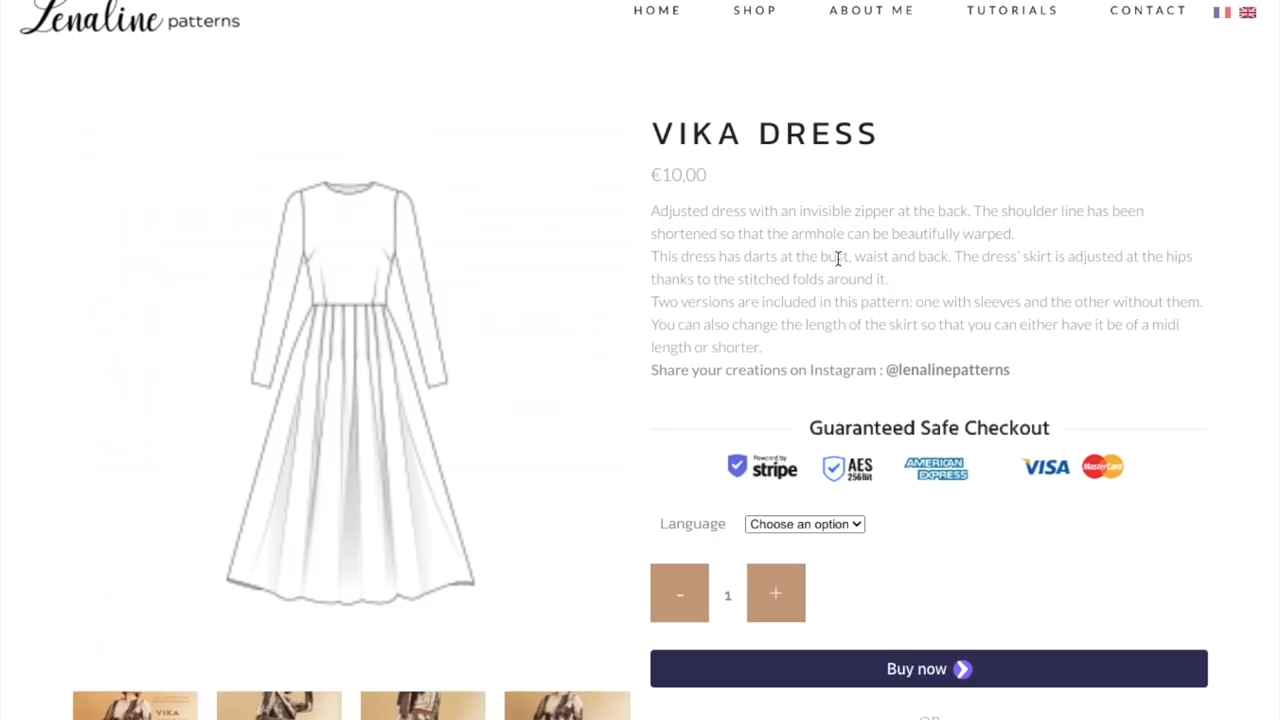 Lenaline patterns
HOME SHOP ABOUT ME TUTORIALS CONTACT
VIKA DRESS
€10,00
Adjusted dress with an invisible zipper at the back. The shoulder line has been
shortened so that the armhole can be beautifully warped.
This dress has darts at the bust, waist and back. The dress' skirt is adjusted at the hips
thanks to the stitched folds around it.
Two versions are included in this pattern: one with sleeves and the other without them.
You can also change the length of the skirt so that you can either have it be of a midi
length or shorter.
Share your creations on Instagram : @lenalinepatterns
Guaranteed Safe Checkout
Powered by stripe AES 256Bit AMERICAN EXPRESS VISA MasterCard
Language Choose an option
- 1 +
Buy now
OR
VIKA